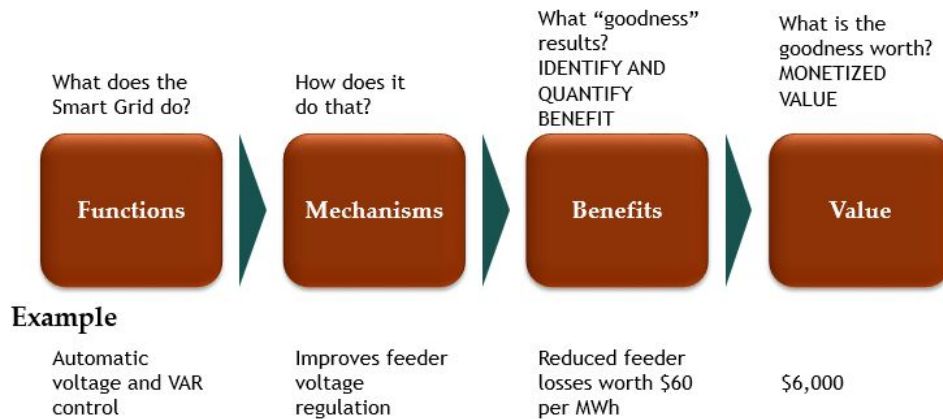 What does the
Smart Grid do?
How does it
do that?
What “goodness”
results?
IDENTIFY AND
QUANTIFY
BENEFIT
What is the
goodness worth?
MONETIZED
VALUE
Functions
Mechanisms
Benefits
Value
Example
Automatic
voltage and VAR
control
Improves feeder
voltage
regulation
Reduced feeder
losses worth $60
per MWh
$6,000